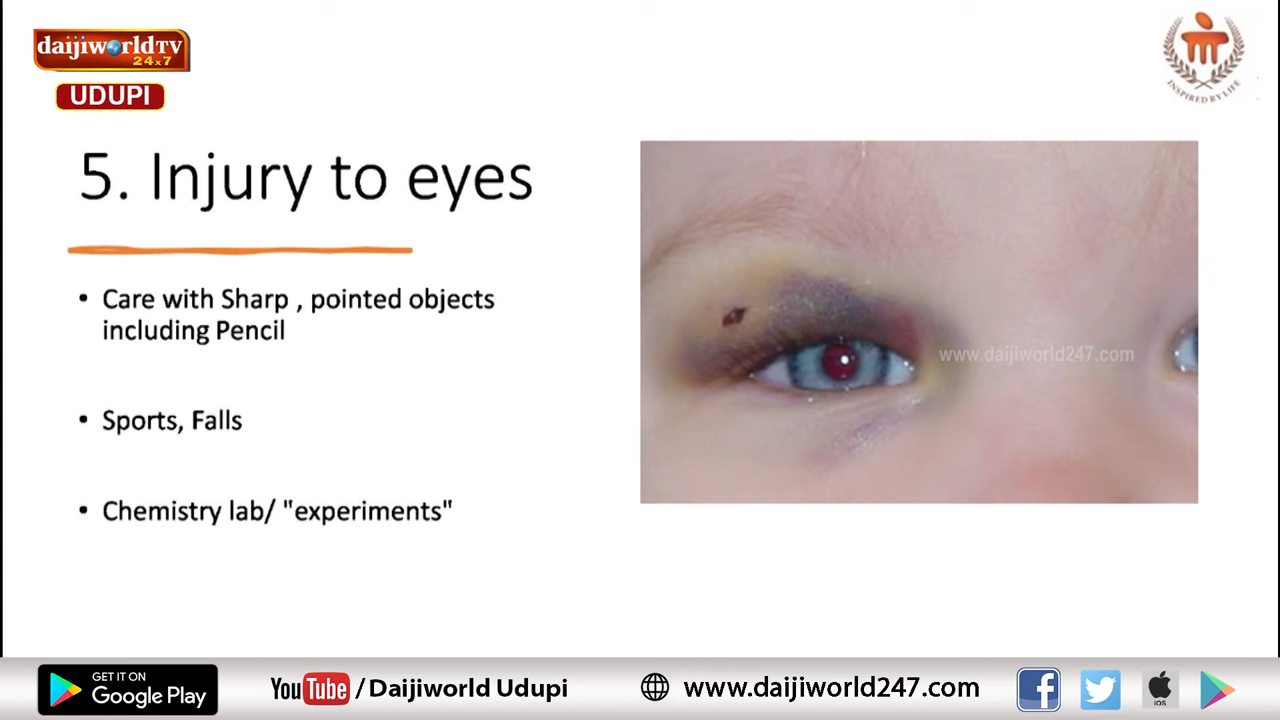 daijiworldTV
24x7
UDUPI
INSPIRED BY LIFE
5. Injury to eyes
• Care with Sharp , pointed objects
including Pencil
• Sports, Falls
• Chemistry lab/ "experiments"
www.daijiworld247.com
GET IT ON
Google Play
YouTube / Daijiworld Udupi
www.daijiworld247.com
iOS